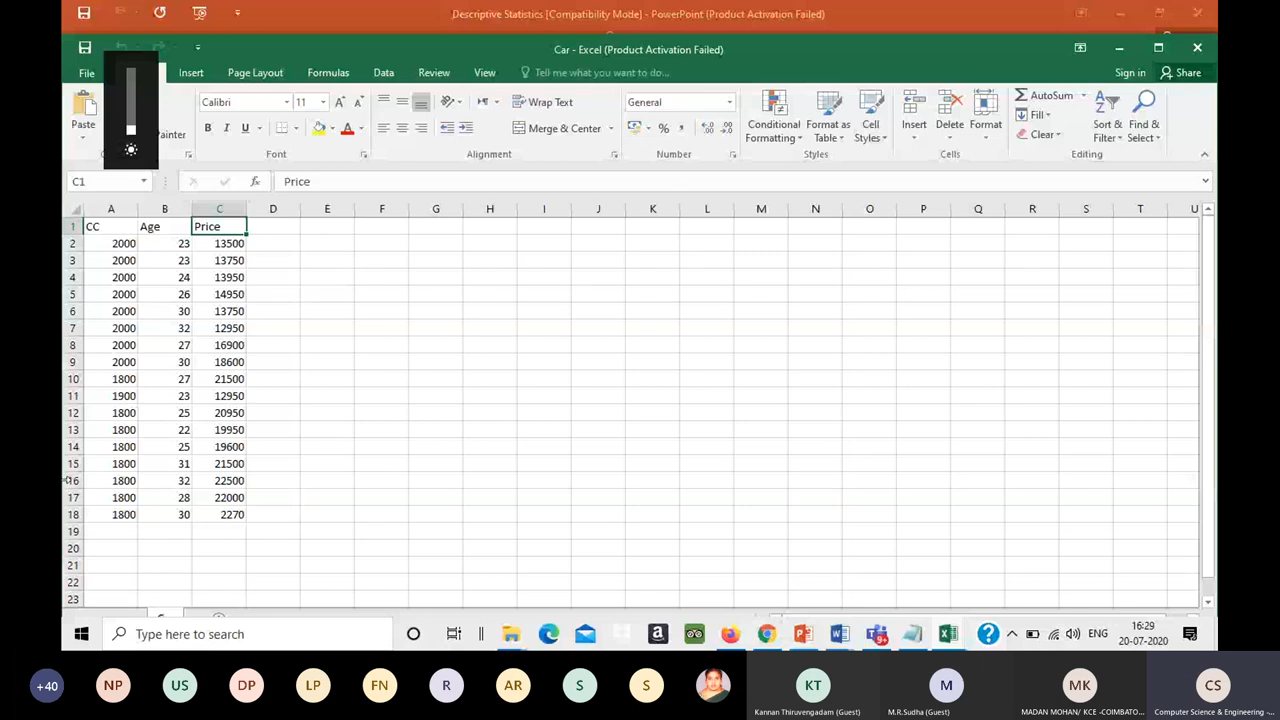 Descriptive Statistics [Compatibility Mode] - PowerPoint (Product Activation Failed)
Car - Excel (Product Activation Failed)
File Insert Page Layout Formulas Data Review View Tell me what you want to do... Sign in Share
Paste Painter Calibri 11 Wrap Text Merge & Center General Conditional Formatting Format as Table Cell Styles Insert Delete Format AutoSum Fill Clear Sort & Filter Find & Select
Font Alignment Number Styles Cells Editing
C1 fx Price
A B C D E F G H I J K L M N O P Q R S T U
1 CC Age Price
2 2000 23 13500
3 2000 23 13750
4 2000 24 13950
5 2000 26 14950
6 2000 30 13750
7 2000 32 12950
8 2000 27 16900
9 2000 30 18600
10 1800 27 21500
11 1900 23 12950
12 1800 25 20950
13 1800 22 19950
14 1800 25 19600
15 1800 31 21500
16 1800 32 22500
17 1800 28 22000
18 1800 30 2270
19
20
21
22
23
Type here to search ENG 16:29
20-07-2020
+40 NP US DP LP FN R AR S S KT M MK CS
Kannan Thiruvengadam (Guest) M.R.Sudha (Guest) MADAN MOHAN/ KCE -COIMBATO... Computer Science & Engineering -...